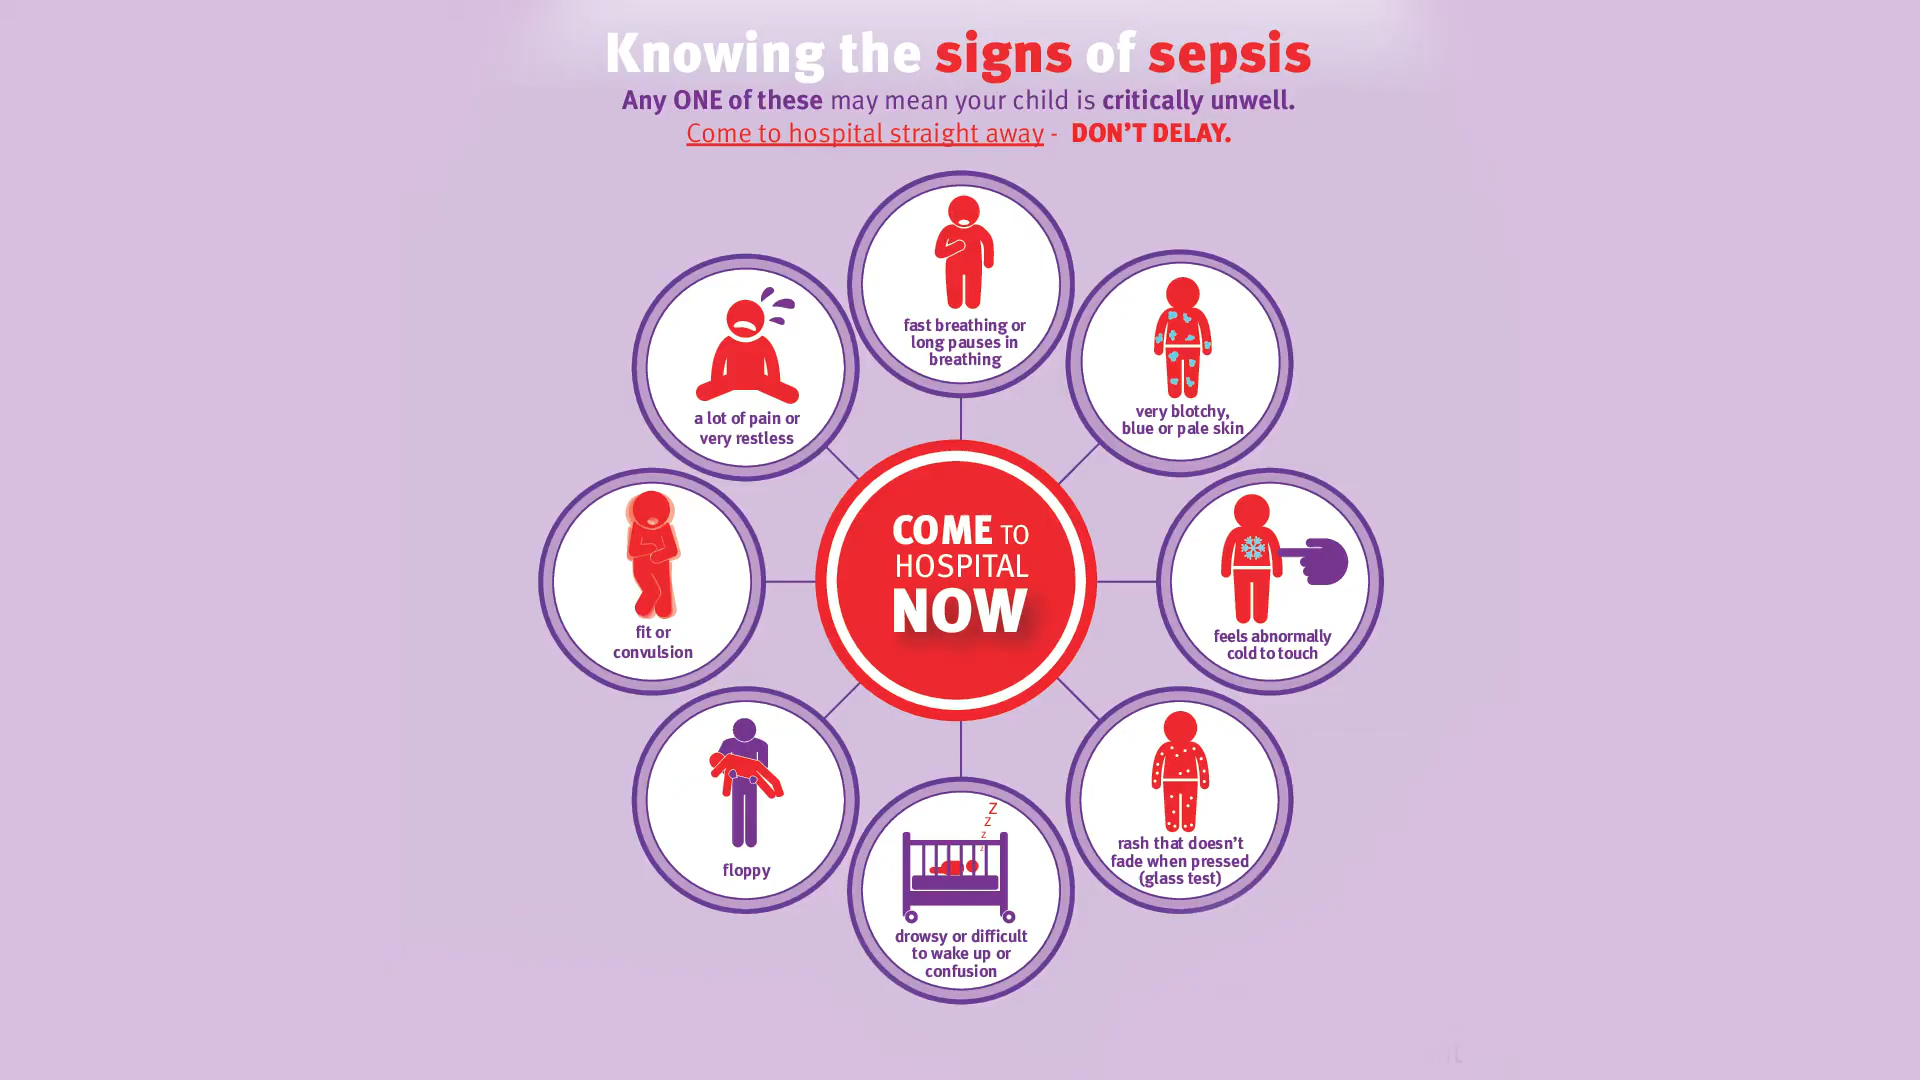 Knowing the signs of sepsis
Any ONE of these may mean your child is critically unwell.
Come to hospital straight away - DON'T DELAY.
fast breathing or
long pauses in
breathing
very blotchy,
blue or pale skin
feels abnormally
cold to touch
rash that doesn't
fade when pressed
(glass test)
drowsy or difficult
to wake up or
confusion
Z
Z
Z
Z
floppy
fit or
convulsion
a lot of pain or
very restless
COME TO
HOSPITAL
NOW